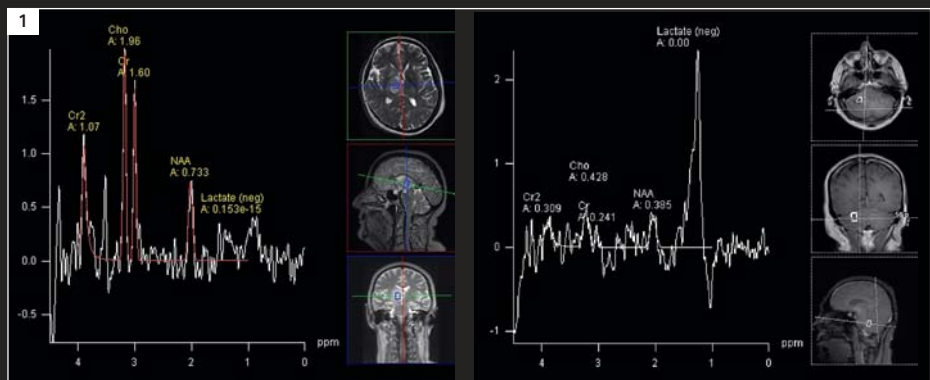 1
Cho
A: 1.96
Cr
A: 1.60
Cr2
A: 1.07
NAA
A: 0.733
Lactate (neg)
A: 0.153e-15
1.5
1.0
0.5
0.0
-0.5
4 3 2 1 0
ppm
Lactate (neg)
A: 0.00
Cho
A: 0.428
Cr2
A: 0.309
Cr
A: 0.241
NAA
A: 0.385
2
1
0
-1
4 3 2 1 0
ppm